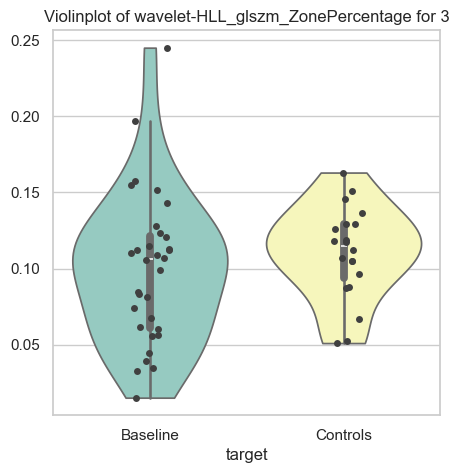 Violinplot of wavelet-HLL_glszm_ZonePercentage for 3
0.25
0.20
0.15
0.10
0.05
Baseline
Controls
target